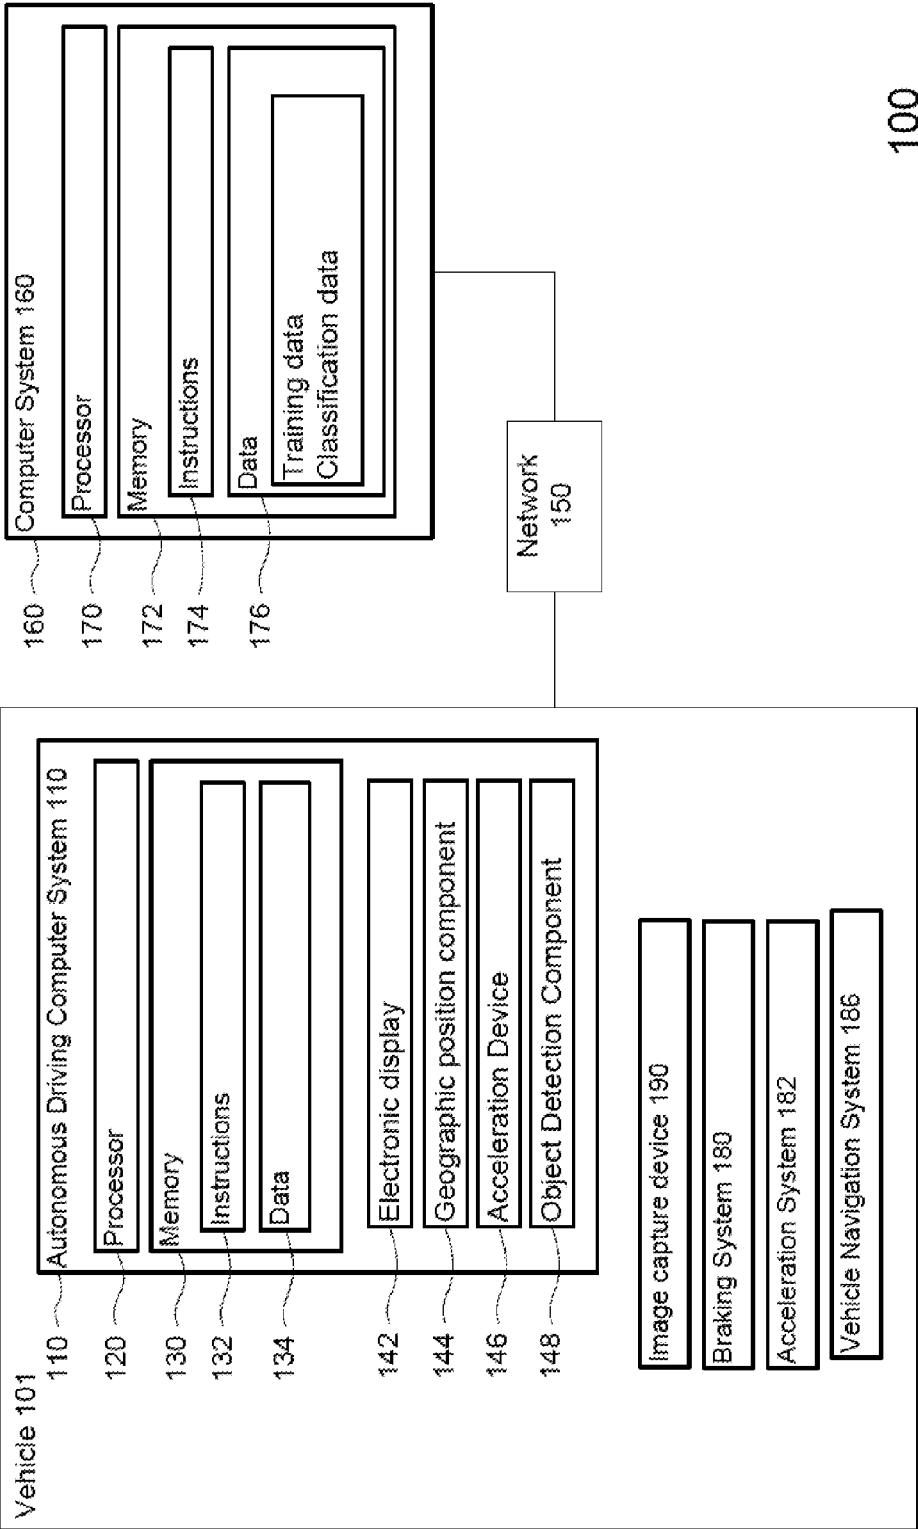 Vehicle 101
110
Autonomous Driving Computer System 110
120
Processor
130
Memory
132
Instructions
134
Data
142
Electronic display
144
Geographic position component
146
Acceleration Device
148
Object Detection Component
Image capture device 190
Braking System 180
Acceleration System 182
Vehicle Navigation System 186
Network
150
160
Computer System 160
170
Processor
172
Memory
174
Instructions
176
Data
Training data
Classification data
100